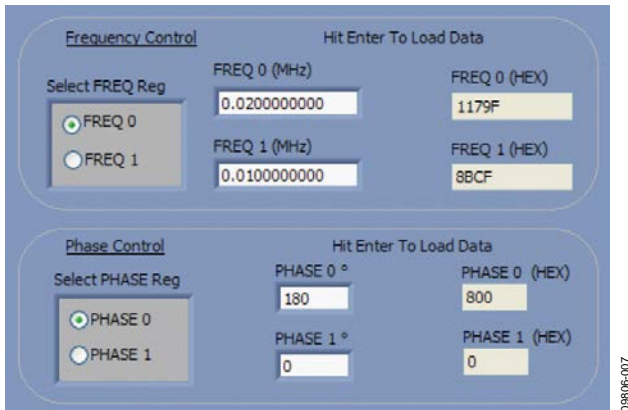 Frequency Control
Hit Enter To Load Data
Select FREQ Reg
FREQ 0
FREQ 1
FREQ 0 (MHz)
0.0200000000
FREQ 1 (MHz)
0.0100000000
FREQ 0 (HEX)
1179F
FREQ 1 (HEX)
8BCF
Phase Control
Hit Enter To Load Data
Select PHASE Reg
PHASE 0
PHASE 1
PHASE 0 °
180
PHASE 1 °
0
PHASE 0 (HEX)
800
PHASE 1 (HEX)
0
09806-007